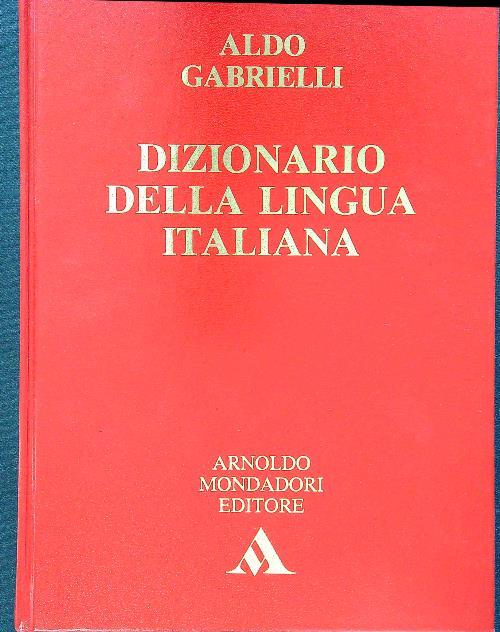 ALDO
GABRIELLI
DIZIONARIO
DELLA LINGUA
ITALIANA
ARNOLDO
MONDADORI
EDITORE